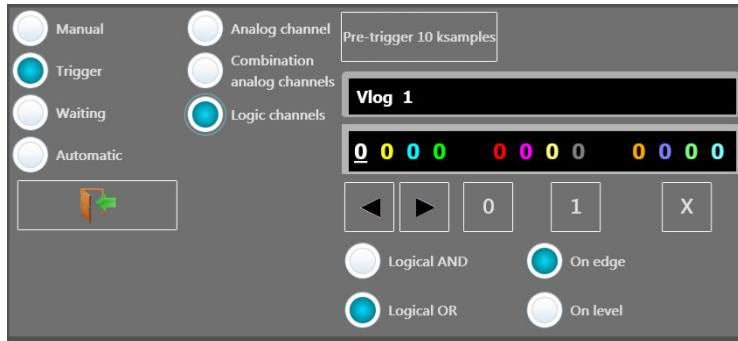 Manual
Trigger
Waiting
Automatic
Analog channel
Combination
analog channels
Logic channels
Pre-trigger 10 ksamples
Vlog 1
0 0 0 0 0 0 0 0 0 0 0 0
0
1
X
Logical AND
On edge
Logical OR
On level